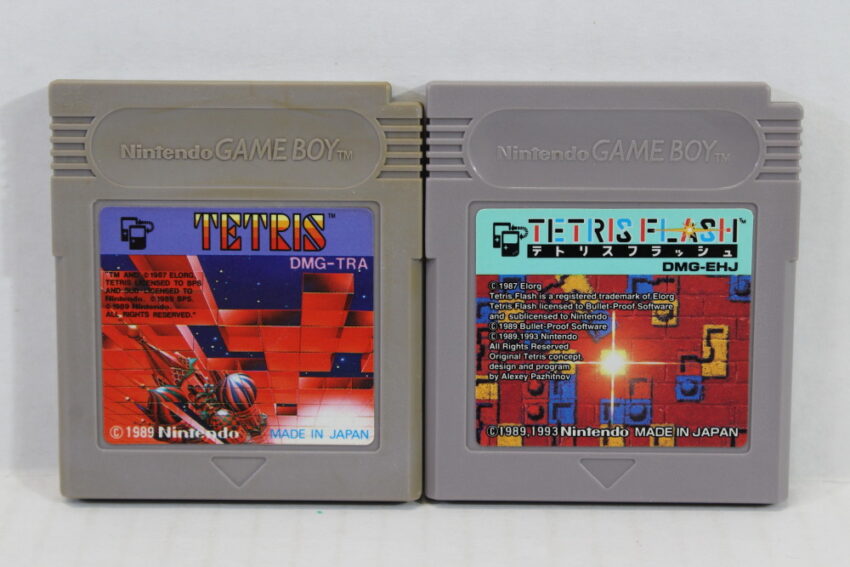 Nintendo GAME BOY TM
TETRIS TM
DMG-TRA
"TM AND ©1987 ELORG,
TETRIS LICENSED TO BPS
AND SUB-LICENSED TO
Nintendo. ©1989 BPS.
©1989 Nintendo.
ALL RIGHTS RESERVED."
©1989 Nintendo MADE IN JAPAN
Nintendo GAME BOY TM
TETRIS FLASH TM
テトリスフラッシュ
DMG-EHJ
©1987 Elorg
Tetris Flash is a registered trademark of Elorg
Tetris Flash licensed to Bullet-Proof Software
and sublicensed to Nintendo
©1989 Bullet-Proof Software
©1989,1993 Nintendo
All Rights Reserved
Original Tetris concept.
design and program
by Alexey Pazhitnov
©1989,1993 Nintendo MADE IN JAPAN